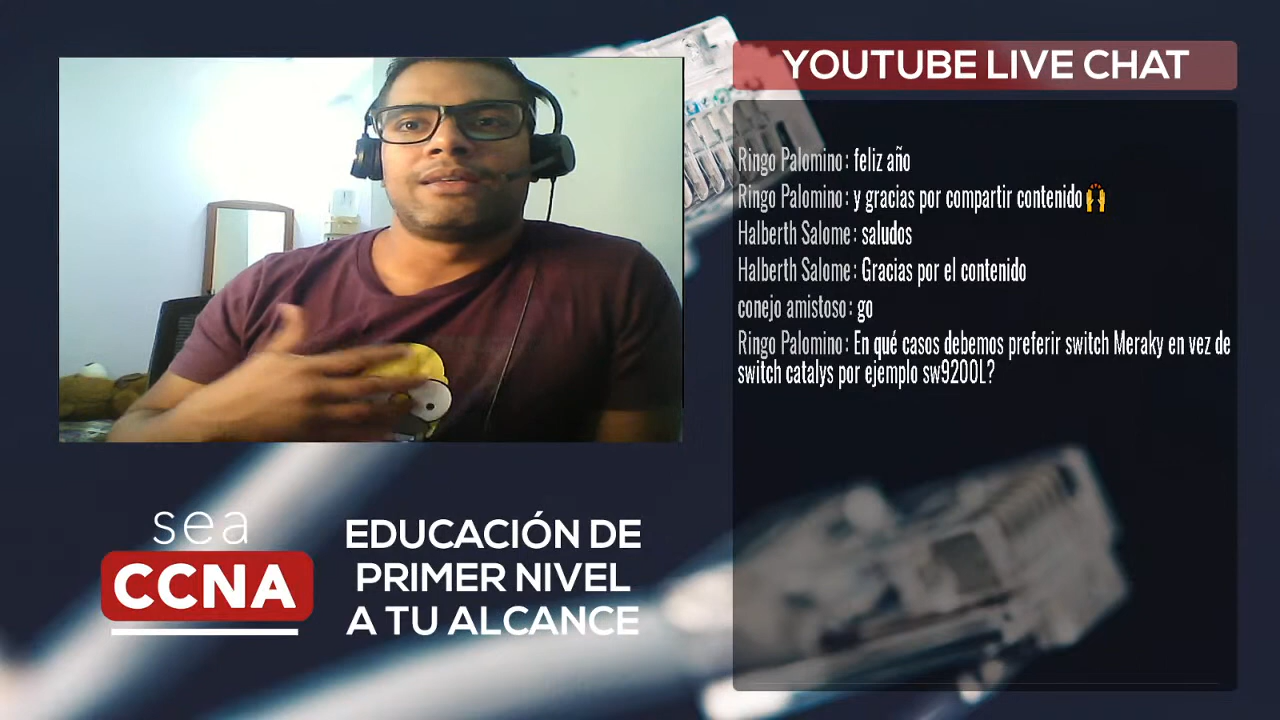 YOUTUBE LIVE CHAT
Ringo Palomino: feliz año
Ringo Palomino: y gracias por compartir contenido🙌
Halberth Salome: saludos
Halberth Salome: Gracias por el contenido
conejo amistoso: go
Ringo Palomino: En qué casos debemos preferir switch Meraky en vez de
switch catalys por ejemplo sw9200L?
sea
CCNA
EDUCACIÓN DE
PRIMER NIVEL
A TU ALCANCE